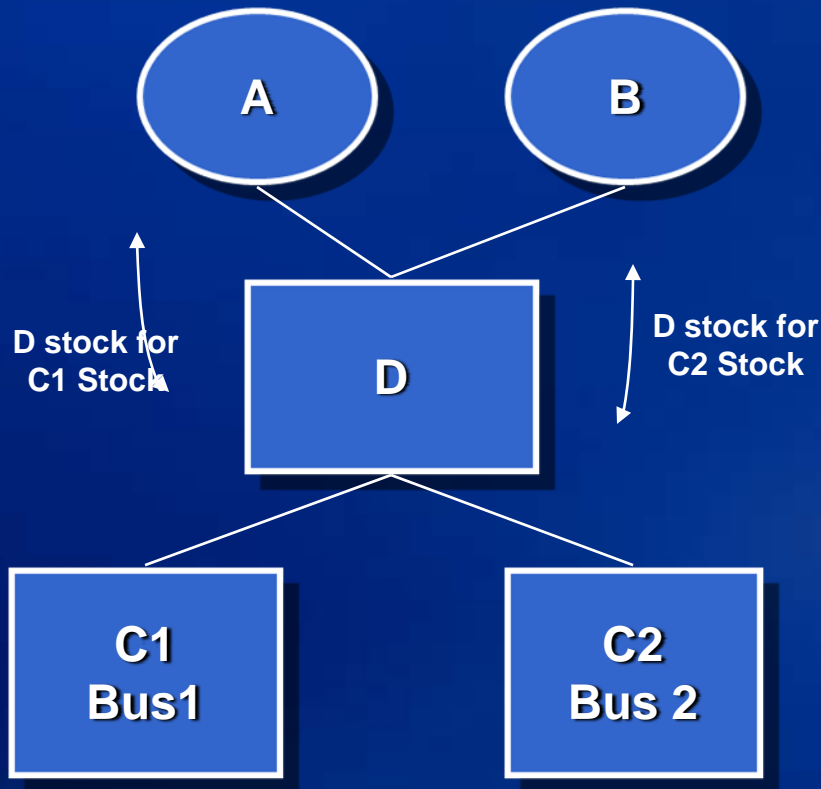 A
B
D stock for
C1 Stock
D
D stock for
C2 Stock
C1
Bus1
C2
Bus 2